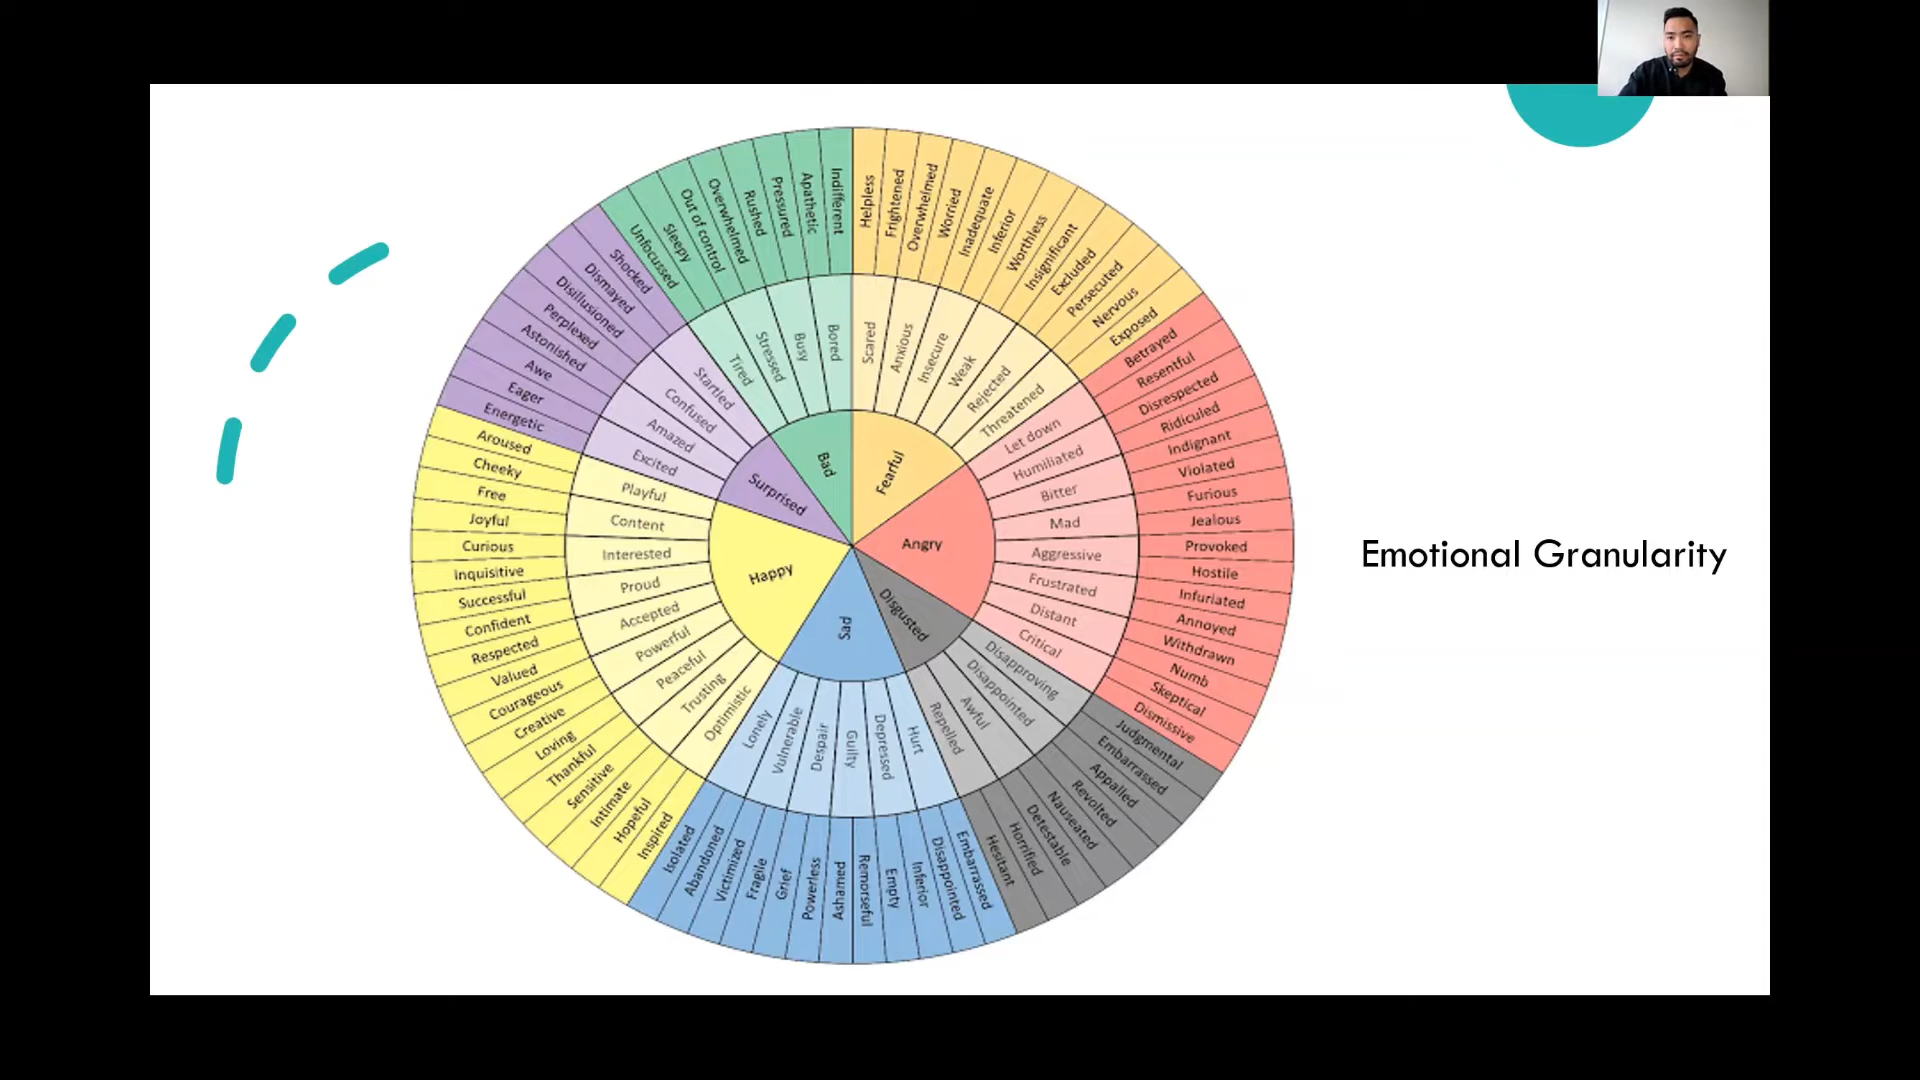 Bad
Fearful
Angry
Disgusted
Sad
Happy
Surprised
Tired
Stressed
Busy
Bored
Scared
Anxious
Insecure
Weak
Rejected
Threatened
Let down
Humiliated
Bitter
Mad
Aggressive
Frustrated
Distant
Critical
Disapproving
Disappointed
Awful
Repelled
Hurt
Depressed
Guilty
Despair
Vulnerable
Lonely
Optimistic
Trusting
Peaceful
Powerful
Accepted
Proud
Interested
Content
Playful
Excited
Amazed
Confused
Startled
Unfocussed
Sleepy
Out of control
Overwhelmed
Rushed
Pressured
Apathetic
Indifferent
Helpless
Frightened
Overwhelmed
Worried
Inadequate
Inferior
Worthless
Insignificant
Excluded
Persecuted
Nervous
Exposed
Betrayed
Resentful
Disrespected
Ridiculed
Indignant
Violated
Furious
Jealous
Provoked
Hostile
Infuriated
Annoyed
Withdrawn
Numb
Skeptical
Dismissive
Judgmental
Embarrassed
Appalled
Revolted
Nauseated
Detestable
Horrified
Hesitant
Embarrassed
Disappointed
Inferior
Empty
Remorseful
Ashamed
Powerless
Grief
Fragile
Victimized
Abandoned
Isolated
Inspired
Hopeful
Intimate
Sensitive
Thankful
Loving
Creative
Courageous
Valued
Respected
Confident
Successful
Inquisitive
Curious
Joyful
Free
Cheeky
Aroused
Energetic
Eager
Awe
Astonished
Perplexed
Disillusioned
Dismayed
Shocked
Emotional Granularity